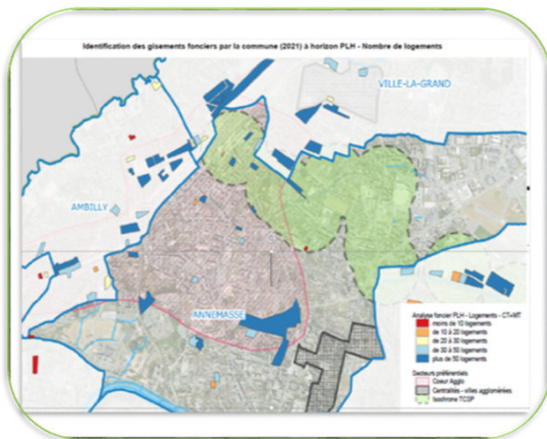 Identification des gisements fonciers par la commune (2021) à horizon PLH - Nombre de logements
VILLE-LA-GRAND
AMBILLY
ANNEMASSE
Analyse foncier PLH - Logements - CT+MT
moins de 10 logements
de 10 à 20 logements
de 20 à 30 logements
de 30 à 50 logements
plus de 50 logements
Secteurs préférentiels
Coeur Agglo
Centralités - villes agglomérées
Isochrone TCSP